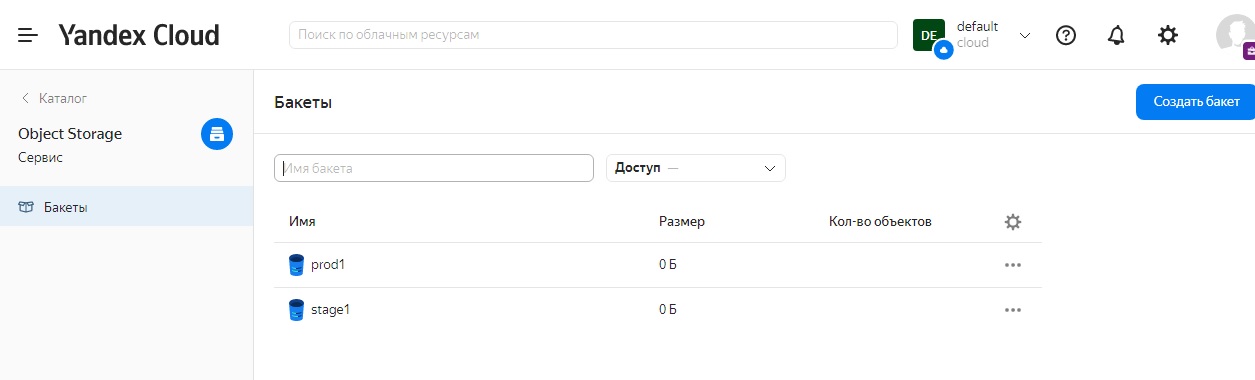 Yandex Cloud
Поиск по облачным ресурсам
DE
default
cloud
Каталог
Object Storage
Сервис
Бакеты
Бакеты
Создать бакет
Имя бакета
Доступ —
Имя Размер Кол-во объектов
prod1 0 Б
stage1 0 Б